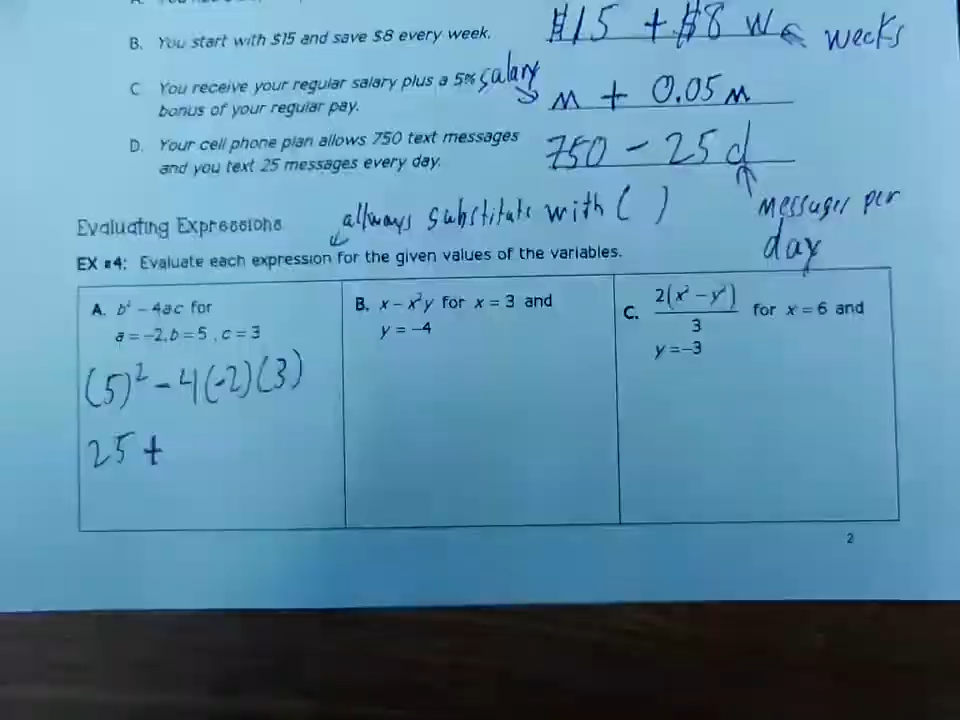 B. You start with $15 and save $8 every week. $15 + $8 w weeks
C You receive your regular salary plus a 5% salary
bonus of your regular pay. m + 0.05m
D. Your cell phone plan allows 750 text messages 750 - 25d
and you text 25 messages every day.
messages per
day
Evaluating Expressions allways substitute with ( )
EX #4: Evaluate each expression for the given values of the variables.
A. b² - 4ac for
a = -2, b = 5, c = 3
(5)² - 4(-2)(3)
25 +
B. x - x²y for x = 3 and
y = -4
C. 2(x² - y²)/3 for x = 6 and
y = -3
2